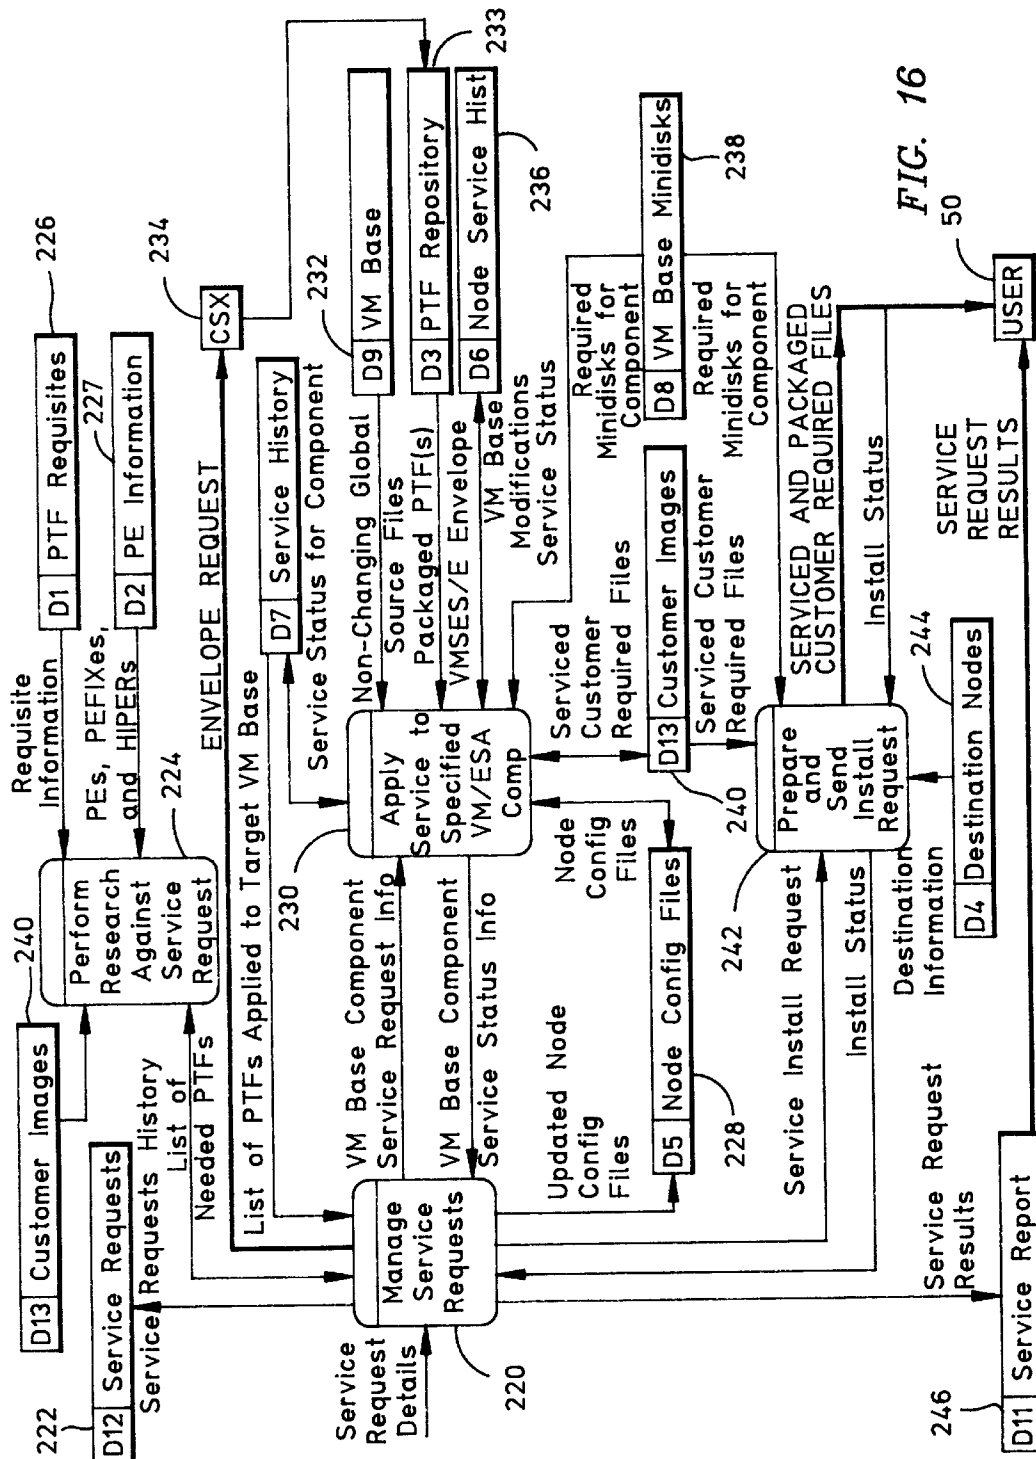 222
D12 Service Requests
D13 Customer Images
240
Service Requests History
List of
Needed PTFs
Perform
Research
Against
Service
Request
224
Requisite
Information
D1 PTF Requisites
226
PEs, PEFIXes,
and HIPERs
D2 PE Information
227
ENVELOPE REQUEST
CSX
234
List of PTFs Applied to Target VM Base
D7 Service History
Service Status for Component
Service
Request
Details
Manage
Service
Requests
220
VM Base Component
Service Request Info
VM Base Component
Service Status Info
230
Apply
Service to
Specified
VM/ESA
Comp
Non-Changing Global
Source Files
D9 VM Base
232
Packaged PTF(s)
VMSES/E Envelope
D3 PTF Repository
233
VM Base
Modifications
Service Status
D6 Node Service Hist
236
Updated Node
Config
Files
D5 Node Config Files
228
Node
Config
Files
Serviced
Customer
Required Files
D13 Customer Images
240
Serviced Customer
Required Files
Required
Minidisks for
Component
D8 VM Base Minidisks
238
Required
Minidisks for
Component
Service Install Request
Install Status
242
Prepare
and
Send
Install
Request
SERVICED AND PACKAGED
CUSTOMER REQUIRED FILES
Install Status
Destination
Information
D4 Destination Nodes
244
Service Request
Results
246
D11 Service Report
SERVICE
REQUEST
RESULTS
USER
50
FIG. 16